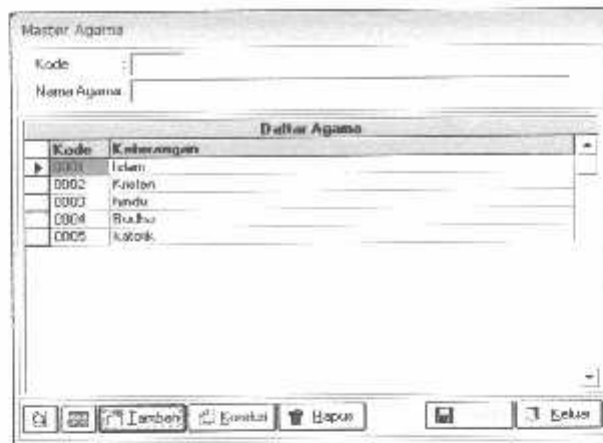 Master Agama
Kode :
Nama Agama
Daftar Agama
Kode Keterangan
0001 Islam
0002 Kristen
0003 hindu
0004 Budha
0005 katolik
Tambah Koreksi Hapus Keluar